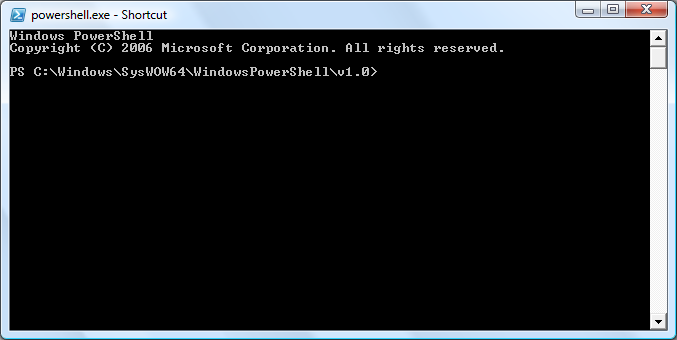 powershell.exe - Shortcut
Windows PowerShell
Copyright (C) 2006 Microsoft Corporation. All rights reserved.
PS C:\Windows\SysWOW64\WindowsPowerShell\v1.0>